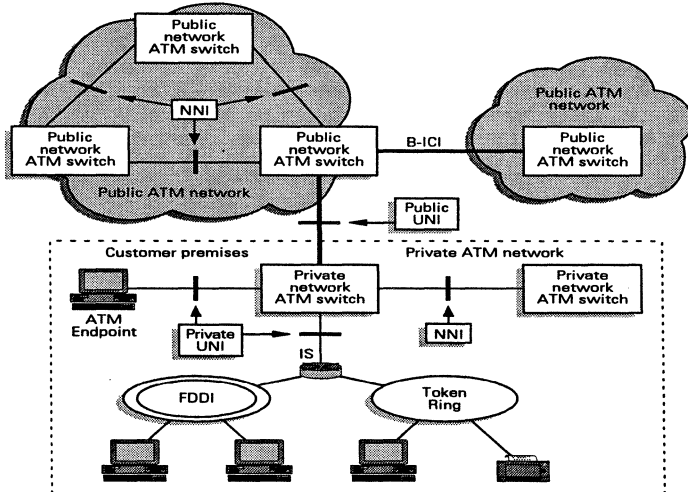 Public
network
ATM switch
NNI
Public
network
ATM switch
Public
network
ATM switch
B-ICI
Public ATM
network
Public
network
ATM switch
Public ATM network
Public
UNI
Customer premises
Private ATM network
Private
network
ATM switch
Private
network
ATM switch
ATM
Endpoint
Private
UNI
NNI
IS
FDDI
Token
Ring